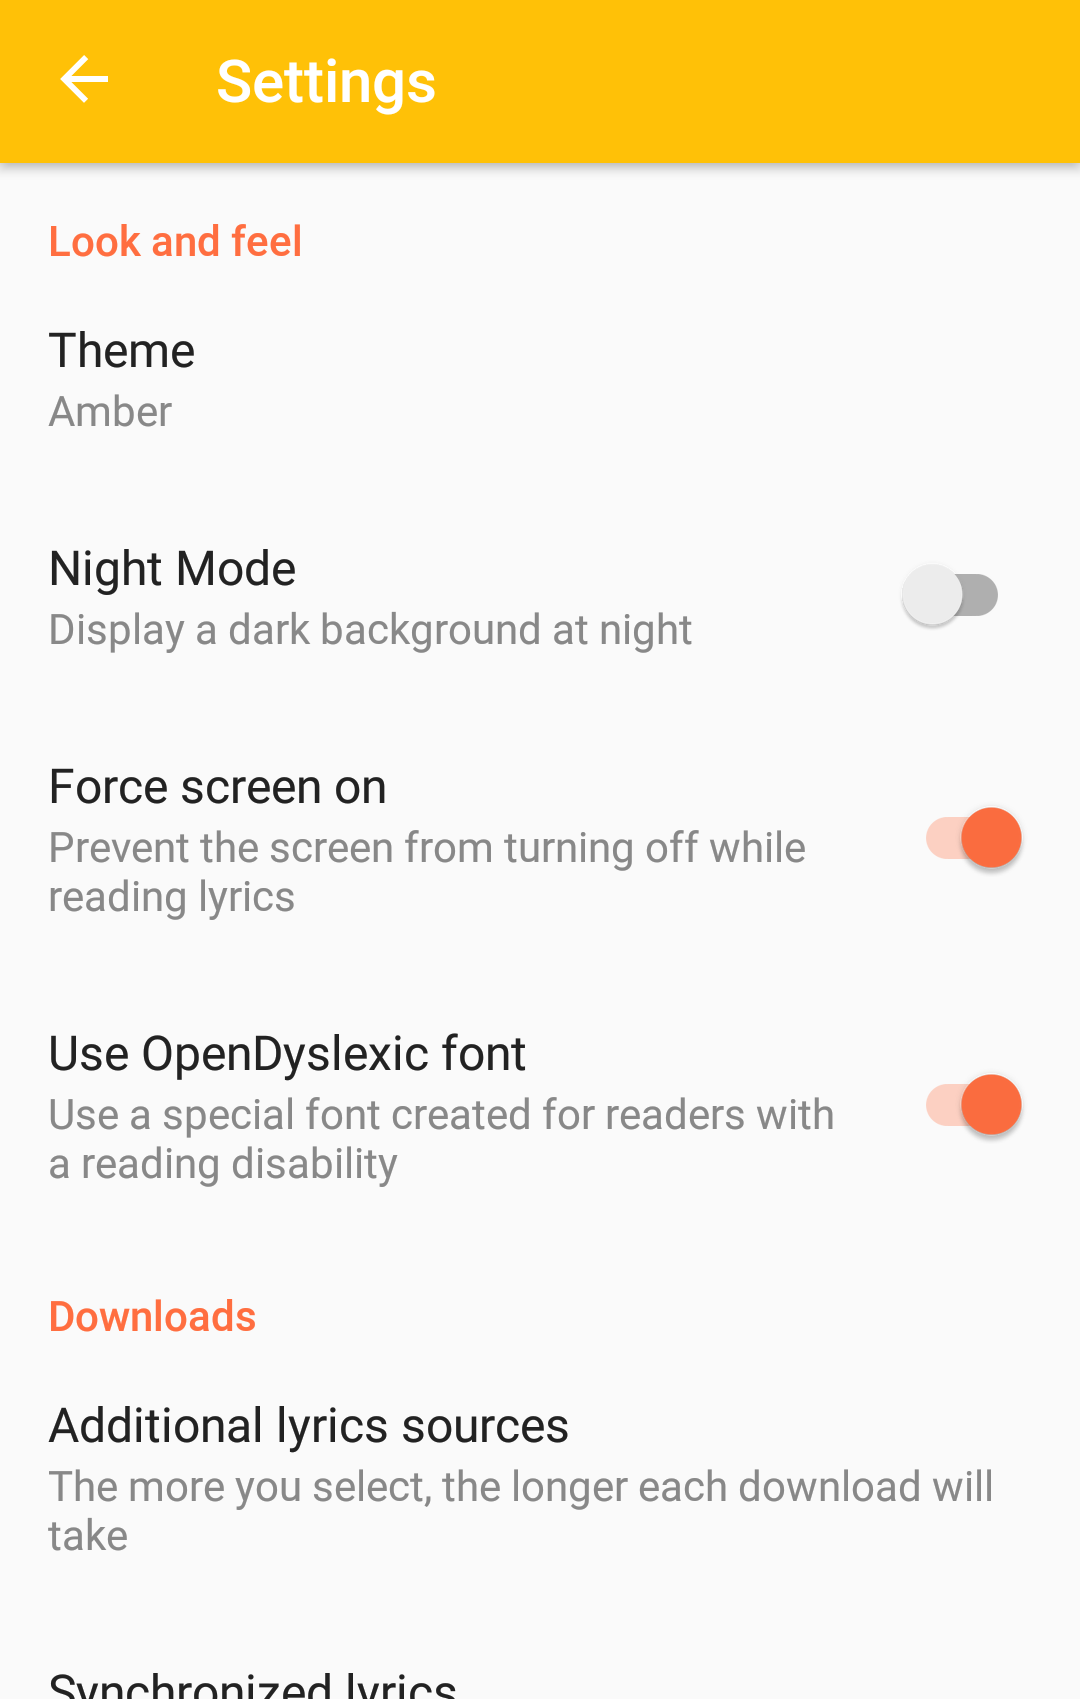 Settings
Look and feel
Theme
Amber
Night Mode
Display a dark background at night
Force screen on
Prevent the screen from turning off while
reading lyrics
Use OpenDyslexic font
Use a special font created for readers with
a reading disability
Downloads
Additional lyrics sources
The more you select, the longer each download will
take
Synchronized lyrics